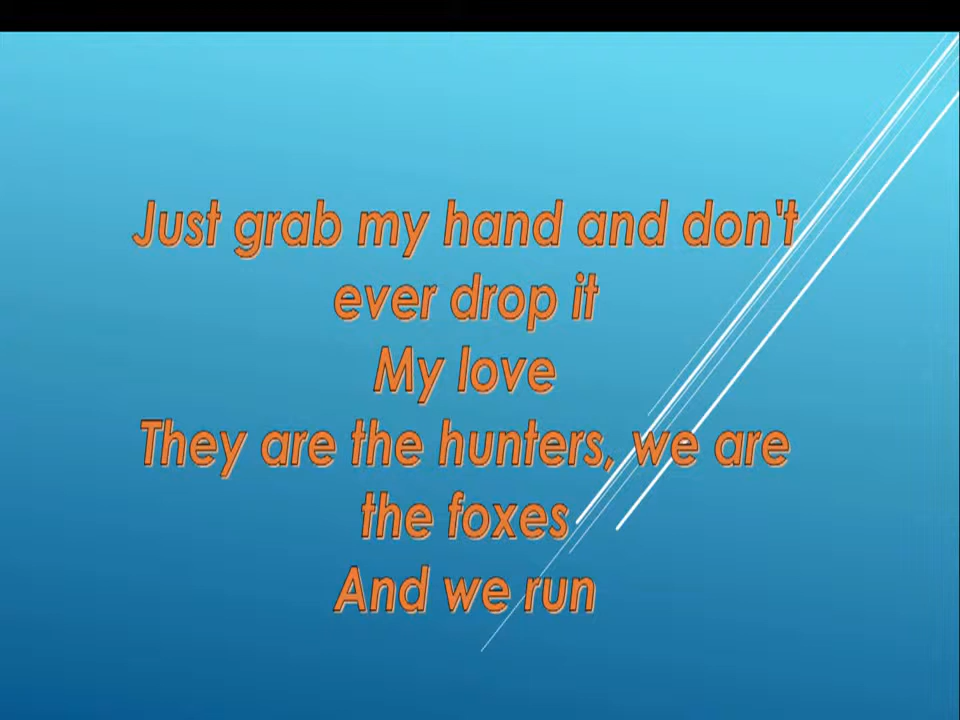 Just grab my hand and don't
ever drop it
My love
They are the hunters, we are
the foxes
And we run